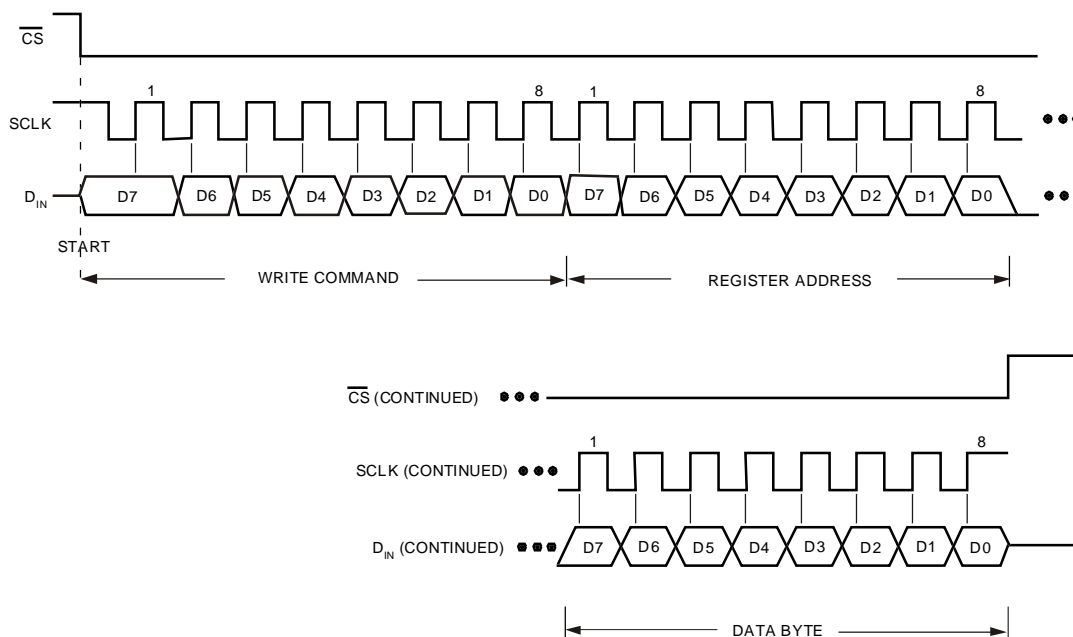 CS
1 8 1 8
SCLK
D7 D6 D5 D4 D3 D2 D1 D0 D7 D6 D5 D4 D3 D2 D1 D0
DIN
START
WRITE COMMAND REGISTER ADDRESS
CS (CONTINUED)
1 8
SCLK (CONTINUED)
DIN (CONTINUED) D7 D6 D5 D4 D3 D2 D1 D0
DATA BYTE